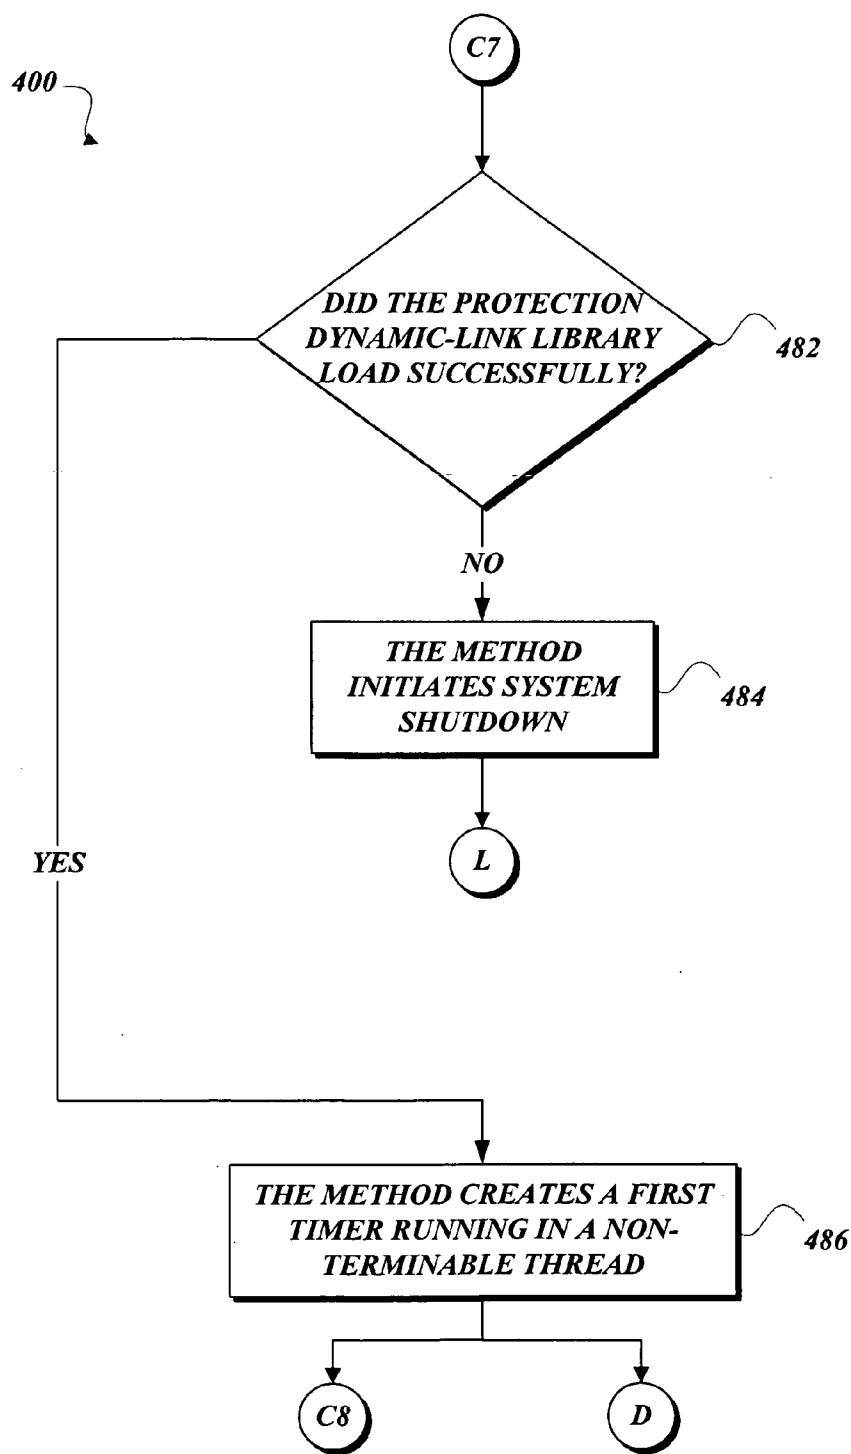 C7
400
DID THE PROTECTION
DYNAMIC-LINK LIBRARY
LOAD SUCCESSFULLY?
482
NO
THE METHOD
INITIATES SYSTEM
SHUTDOWN
484
L
YES
THE METHOD CREATES A FIRST
TIMER RUNNING IN A NON-
TERMINABLE THREAD
486
C8
D